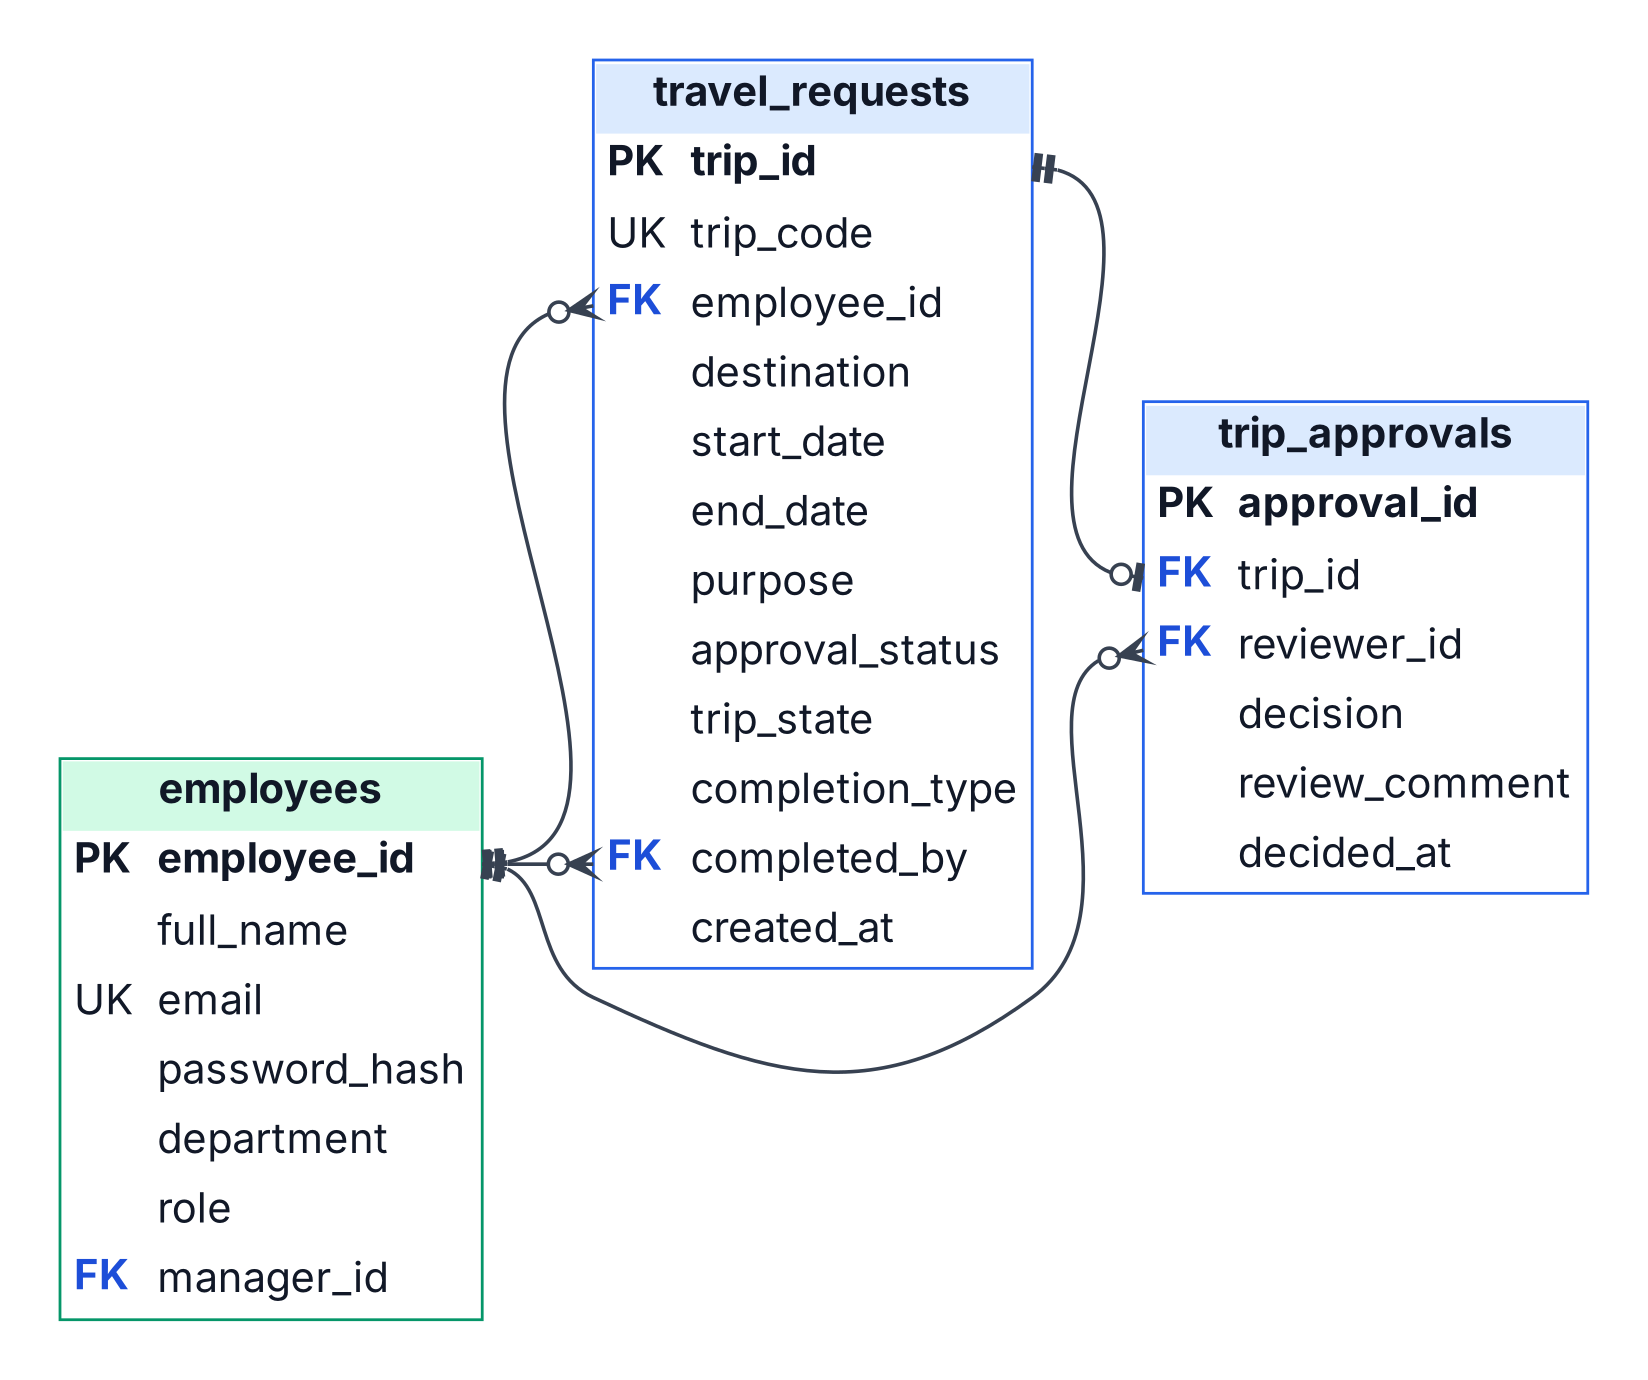 travel_requests
PK trip_id
UK trip_code
FK employee_id
destination
start_date
end_date
purpose
approval_status
trip_state
completion_type
FK completed_by
created_at
trip_approvals
PK approval_id
FK trip_id
FK reviewer_id
decision
review_comment
decided_at
employees
PK employee_id
full_name
UK email
password_hash
department
role
FK manager_id